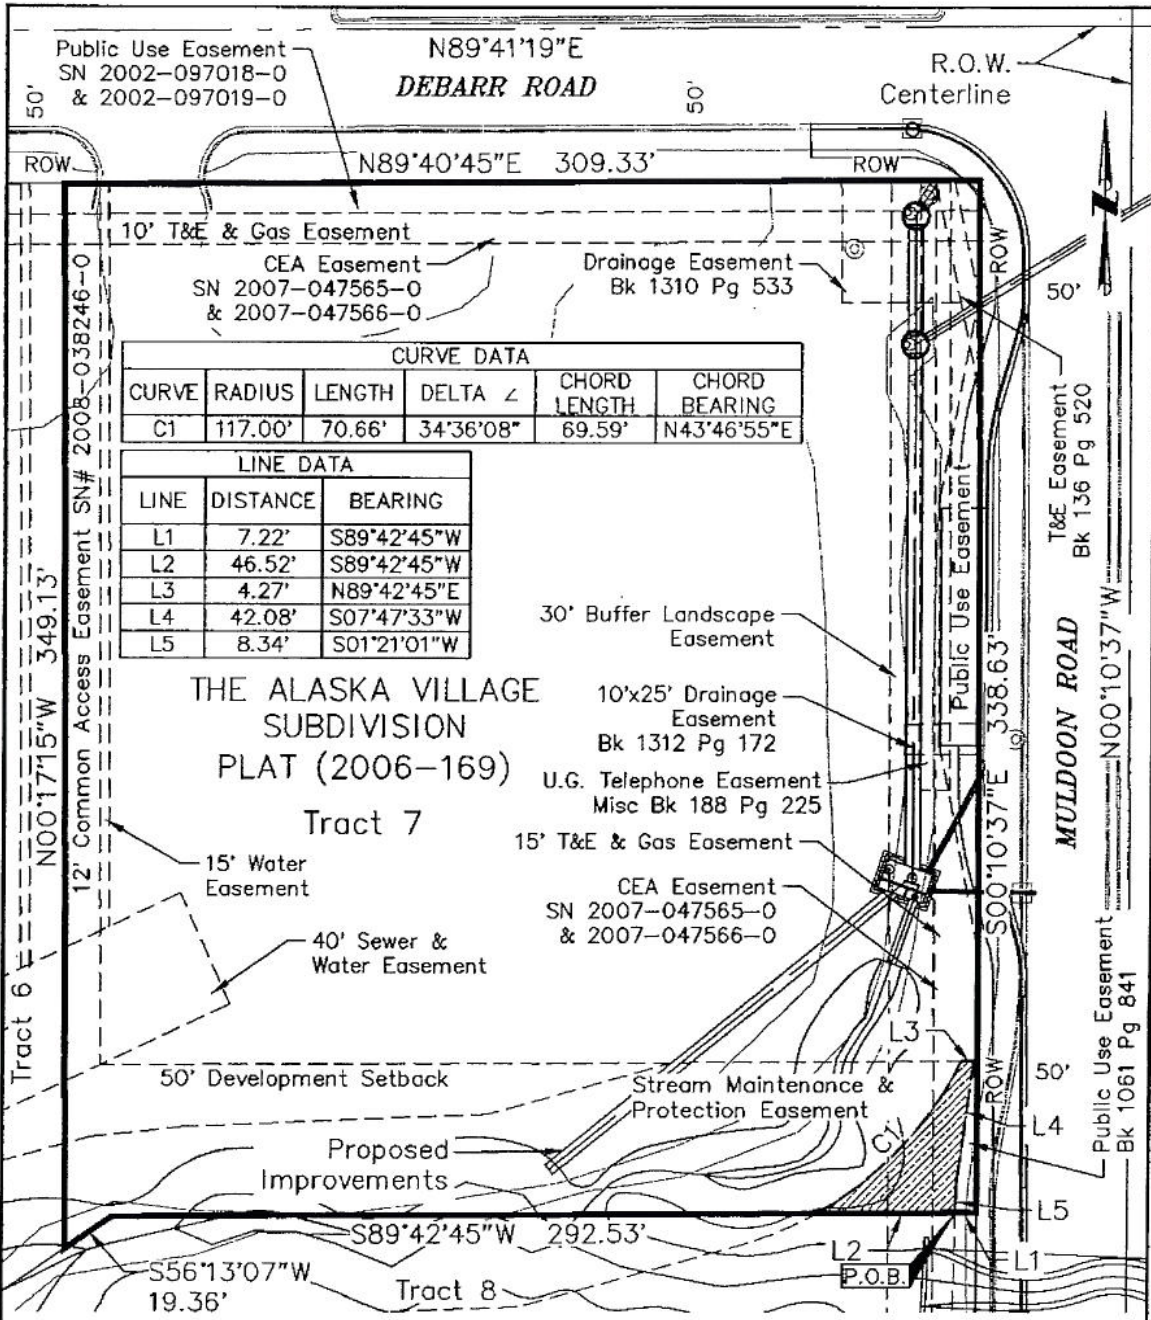 Public Use Easement
SN 2002-097018-0
& 2002-097019-0
N89°41'19"E
DEBARR ROAD
50'
50'
R.O.W.
Centerline
ROW
N89°40'45"E 309.33'
ROW
10' T&E & Gas Easement
CEA Easement
SN 2007-047565-0
& 2007-047566-0
Drainage Easement
Bk 1310 Pg 533
ROW
50'
CURVE DATA
CURVE RADIUS LENGTH DELTA ∠ CHORD LENGTH CHORD BEARING
C1 117.00' 70.66' 34°36'08" 69.59' N43°46'55"E
LINE DATA
LINE DISTANCE BEARING
L1 7.22' S89°42'45"W
L2 46.52' S89°42'45"W
L3 4.27' N89°42'45"E
L4 42.08' S07°47'33"W
L5 8.34' S01°21'01"W
T&E Easement
Bk 136 Pg 520
Public Use Easement
12' Common Access Easement SN# 2008-038246-0
N00°17'15"W 349.13'
30' Buffer Landscape
Easement
THE ALASKA VILLAGE
SUBDIVISION
PLAT (2006-169)
Tract 7
10'x25' Drainage
Easement
Bk 1312 Pg 172
U.G. Telephone Easement
Misc Bk 188 Pg 225
15' T&E & Gas Easement
S00°10'37"E 338.63'
MULDOON ROAD
N00°10'37"W
15' Water
Easement
CEA Easement
SN 2007-047565-0
& 2007-047566-0
40' Sewer &
Water Easement
Tract 6
L3
50' Development Setback
Stream Maintenance &
Protection Easement
C1
ROW
50'
L4
Public Use Easement
Bk 1061 Pg 841
Proposed
Improvements
L5
S89°42'45"W 292.53'
L2
L1
P.O.B.
S56°13'07"W
19.36'
Tract 8